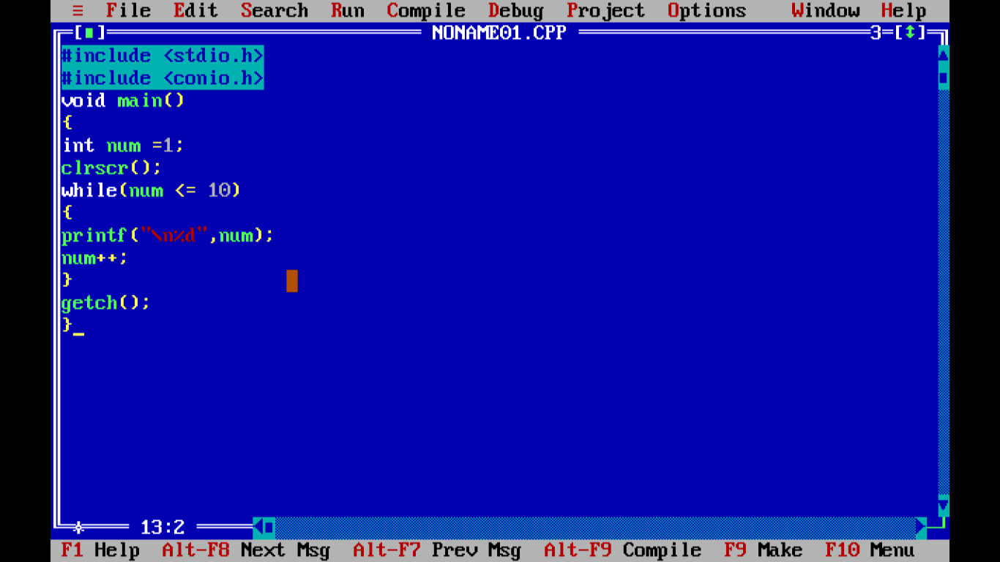 ≡ File Edit Search Run Compile Debug Project Options Window Help
[■] NONAME01.CPP 3=[↕]
#include <stdio.h>
#include <conio.h>
void main()
{
int num =1;
clrscr();
while(num <= 10)
{
printf("\n%d",num);
num++;
}
getch();
}
13:2
F1 Help Alt-F8 Next Msg Alt-F7 Prev Msg Alt-F9 Compile F9 Make F10 Menu